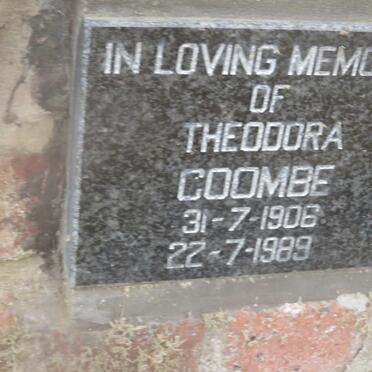 IN LOVING MEMO
OF
THEODORA
COOMBE
31-7-1906
22-7-1989